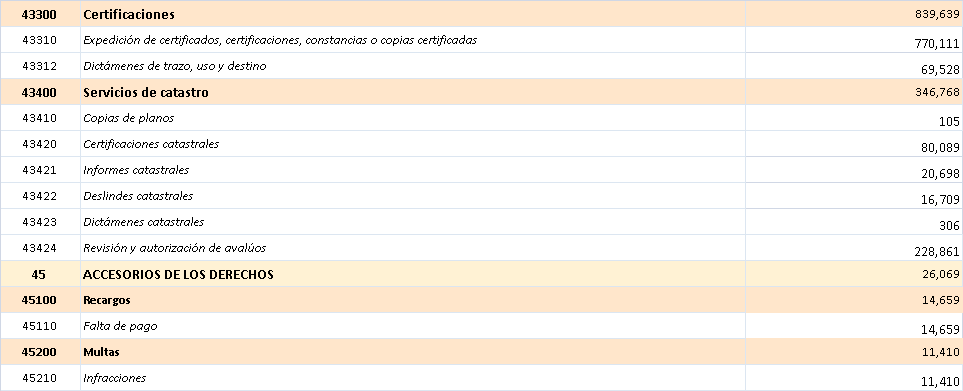 43300 Certificaciones 839,639
43310 Expedición de certificados, certificaciones, constancias o copias certificadas 770,111
43312 Dictámenes de trazo, uso y destino 69,528
43400 Servicios de catastro 346,768
43410 Copias de planos 105
43420 Certificaciones catastrales 80,089
43421 Informes catastrales 20,698
43422 Deslindes catastrales 16,709
43423 Dictámenes catastrales 306
43424 Revisión y autorización de avalúos 228,861
45 ACCESORIOS DE LOS DERECHOS 26,069
45100 Recargos 14,659
45110 Falta de pago 14,659
45200 Multas 11,410
45210 Infracciones 11,410